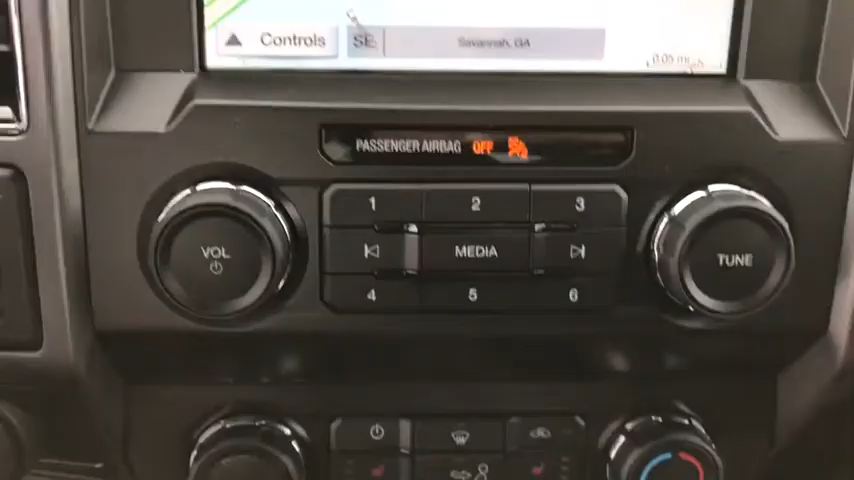 Controls SE Savannah, GA
0.05 mi
PASSENGER AIRBAG OFF
1 2 3
VOL MEDIA TUNE
4 5 6